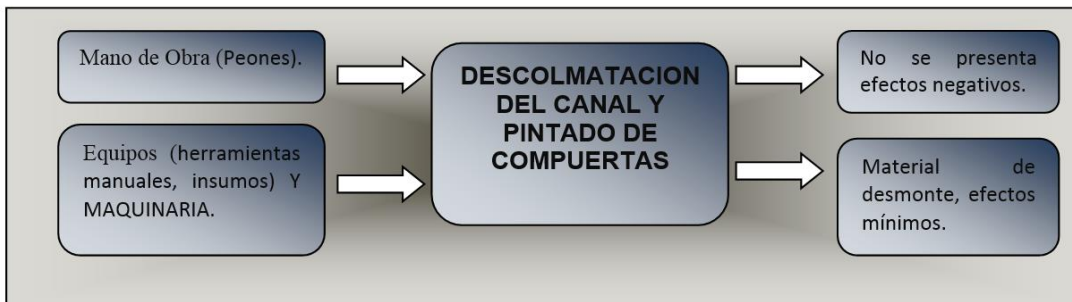 Mano de Obra (Peones).
Equipos (herramientas
manuales, insumos) Y
MAQUINARIA.
DESCOLMATACION
DEL CANAL Y
PINTADO DE
COMPUERTAS
No se presenta
efectos negativos.
Material de
desmonte, efectos
mínimos.